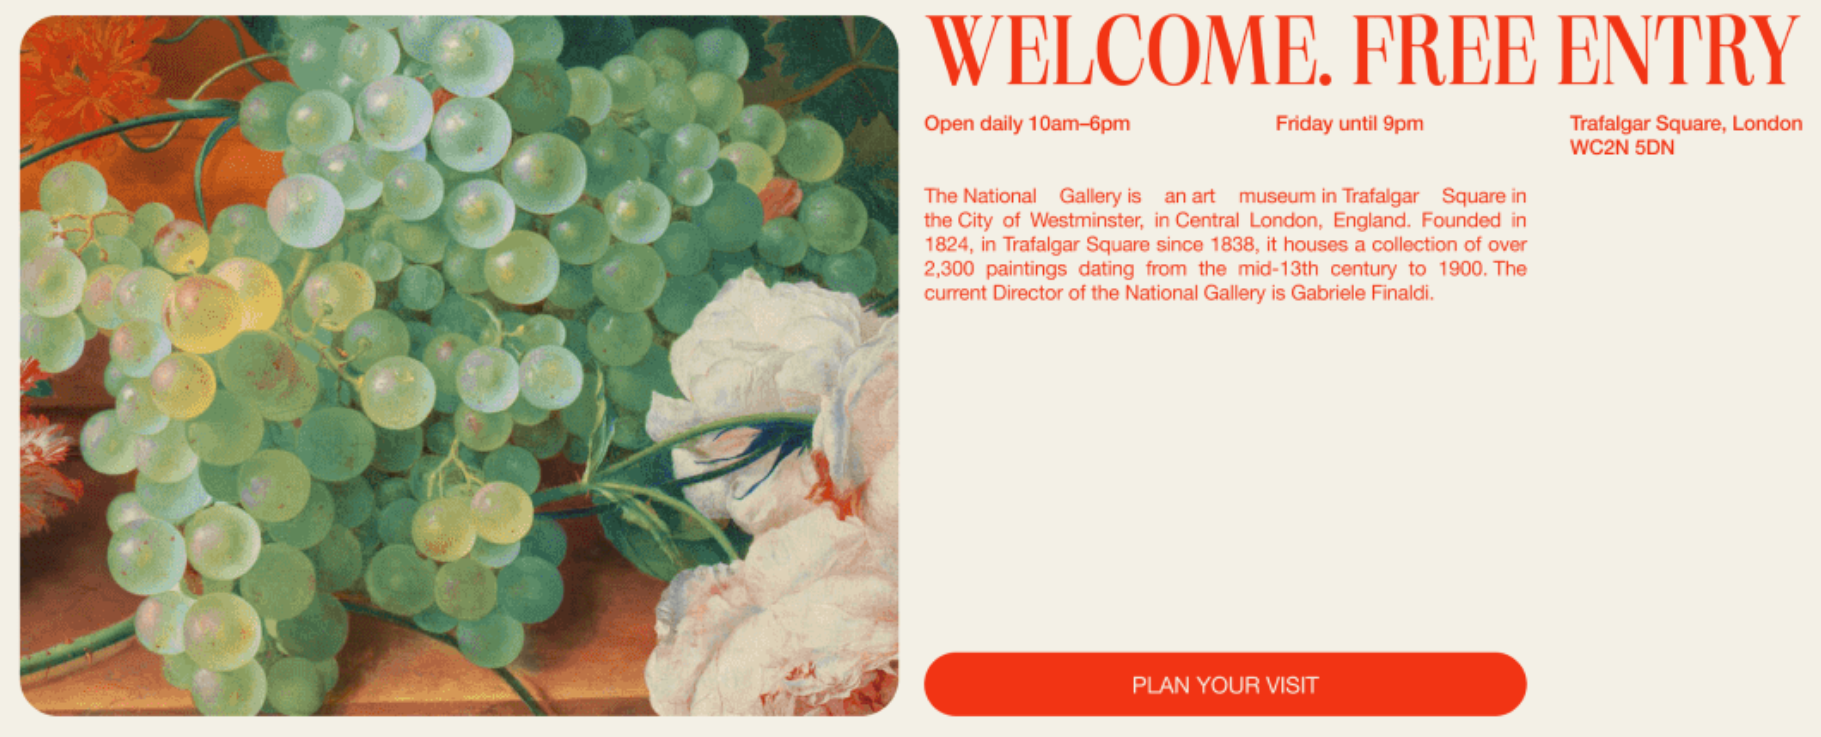 WELCOME. FREE ENTRY
Open daily 10am–6pm
Friday until 9pm
Trafalgar Square, London
WC2N 5DN
The National Gallery is an art museum in Trafalgar Square in
the City of Westminster, in Central London, England. Founded in
1824, in Trafalgar Square since 1838, it houses a collection of over
2,300 paintings dating from the mid-13th century to 1900. The
current Director of the National Gallery is Gabriele Finaldi.
PLAN YOUR VISIT